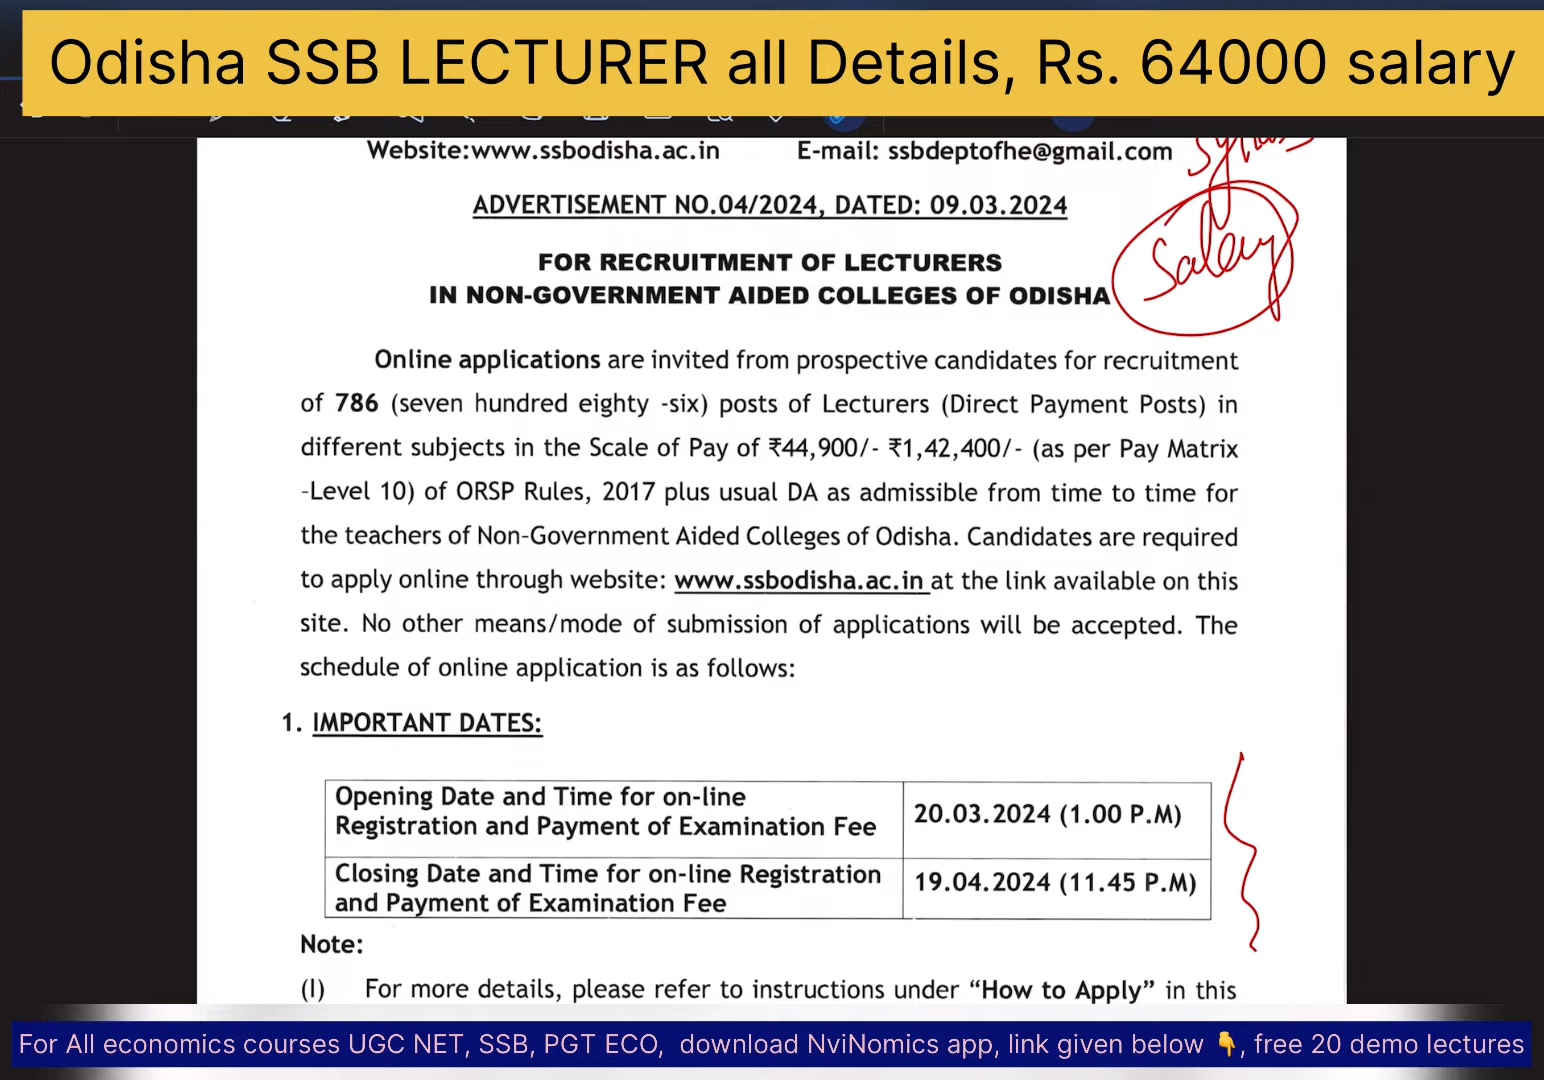 Odisha SSB LECTURER all Details, Rs. 64000 salary
Website:www.ssbodisha.ac.in E-mail: ssbdeptofhe@gmail.com
ADVERTISEMENT NO.04/2024, DATED: 09.03.2024
Salary
FOR RECRUITMENT OF LECTURERS
IN NON-GOVERNMENT AIDED COLLEGES OF ODISHA
Online applications are invited from prospective candidates for recruitment
of 786 (seven hundred eighty -six) posts of Lecturers (Direct Payment Posts) in
different subjects in the Scale of Pay of ₹44,900/- ₹1,42,400/- (as per Pay Matrix
-Level 10) of ORSP Rules, 2017 plus usual DA as admissible from time to time for
the teachers of Non-Government Aided Colleges of Odisha. Candidates are required
to apply online through website: www.ssbodisha.ac.in at the link available on this
site. No other means/mode of submission of applications will be accepted. The
schedule of online application is as follows:
1. IMPORTANT DATES:
Opening Date and Time for on-line
Registration and Payment of Examination Fee
20.03.2024 (1.00 P.M)
Closing Date and Time for on-line Registration
and Payment of Examination Fee
19.04.2024 (11.45 P.M)
Note:
(I) For more details, please refer to instructions under “How to Apply” in this
For All economics courses UGC NET, SSB, PGT ECO, download NviNomics app, link given below 👇, free 20 demo lectures